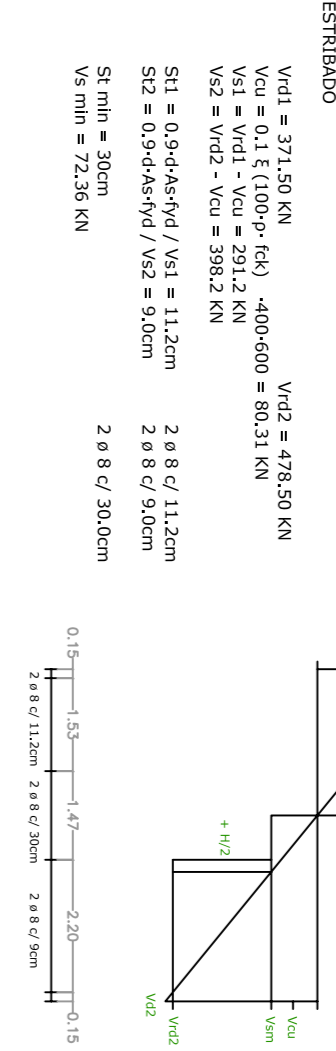 ESTRIBADO
Vrd1 = 371.50 KN Vrd2 = 478.50 KN
Vcu = 0.1 ξ (100·ρ· fck) ·400·600 = 80.31 KN
Vs1 = Vrd1 - Vcu = 291.2 KN
Vs2 = Vrd2 - Vcu = 398.2 KN
St1 = 0.9·d·As·fyd / Vs1 = 11.2cm 2 ø 8 c/ 11.2cm
St2 = 0.9·d·As·fyd / Vs2 = 9.0cm 2 ø 8 c/ 9.0cm
St min = 30cm 2 ø 8 c/ 30.0cm
Vs min = 72.36 KN
Vcu
Vsm
+ H/2
Vrd2
Vd2
0.15 1.53 1.47 2.20 0.15
2 ø 8 c/ 11.2cm 2 ø 8 c/ 30cm 2 ø 8 c/ 9cm